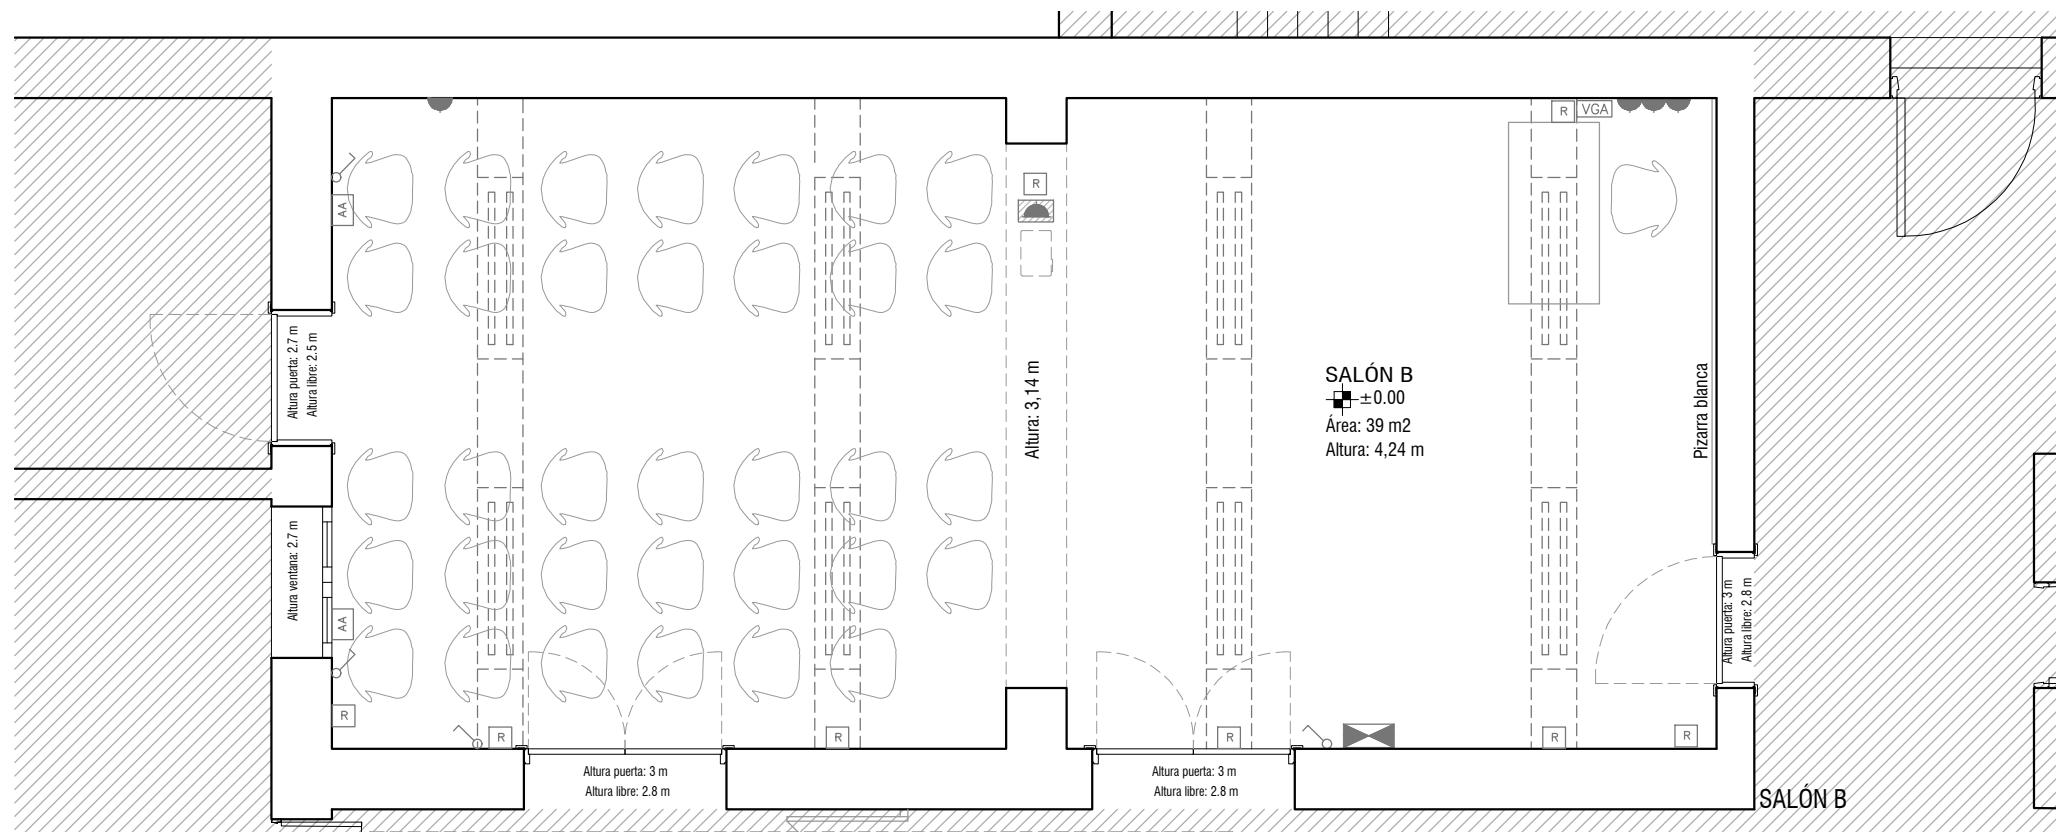 R
VGA
AA
R
Altura puerta: 2.7 m
Altura libre: 2.5 m
Altura: 3,14 m
SALÓN B
±0.00
Área: 39 m2
Altura: 4,24 m
Pizarra blanca
Altura ventana: 2.7 m
AA
Altura puerta: 3 m
Altura libre: 2.8 m
R
R
R
R
R
R
Altura puerta: 3 m
Altura libre: 2.8 m
Altura puerta: 3 m
Altura libre: 2.8 m
SALÓN B